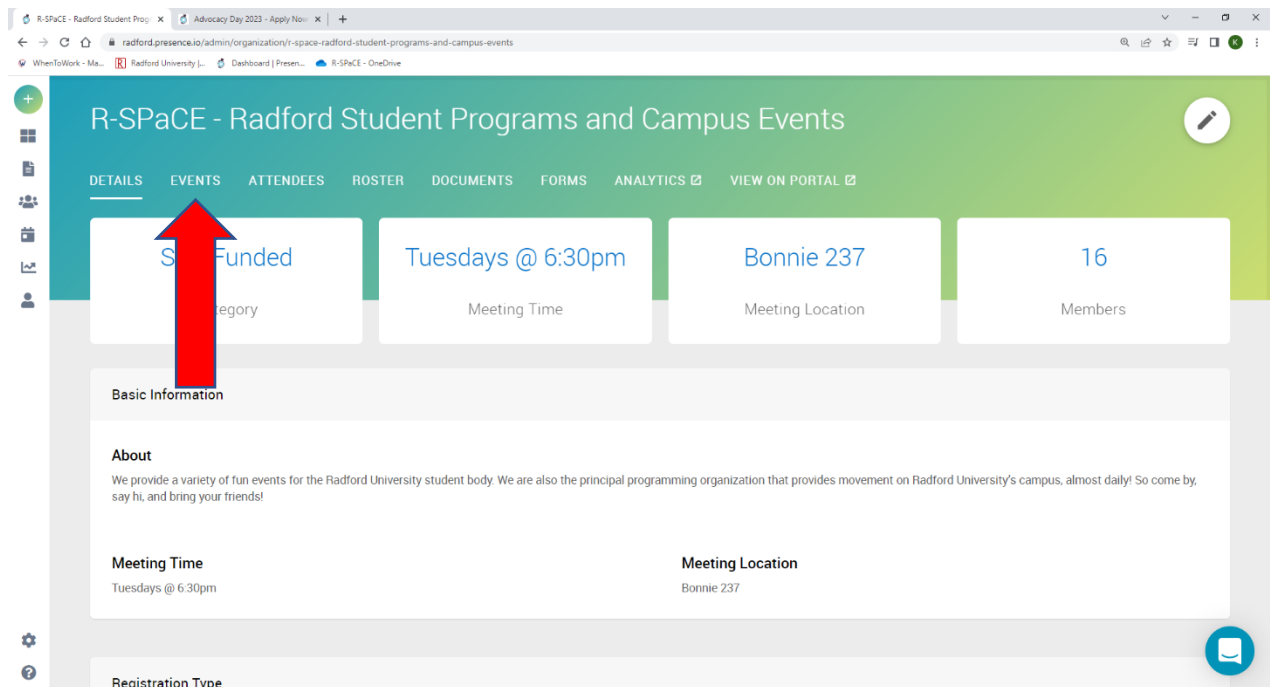 R-SPaCE - Radford Student Prog
Advocacy Day 2023 - Apply Now
radford.presence.io/admin/organization/r-space-radford-student-programs-and-campus-events
K
WhenToWork - Ma...
R
Radford University |...
Dashboard | Presen...
R-SPaCE - OneDrive
R-SPaCE - Radford Student Programs and Campus Events
DETAILS EVENTS ATTENDEES ROSTER DOCUMENTS FORMS ANALYTICS VIEW ON PORTAL
Funded
Tuesdays @ 6:30pm
Meeting Time
Bonnie 237
Meeting Location
16
Members
Basic Information
About
We provide a variety of fun events for the Radford University student body. We are also the principal programming organization that provides movement on Radford University's campus, almost daily! So come by,
say hi, and bring your friends!
Meeting Time
Tuesdays @ 6:30pm
Meeting Location
Bonnie 237
Registration Type